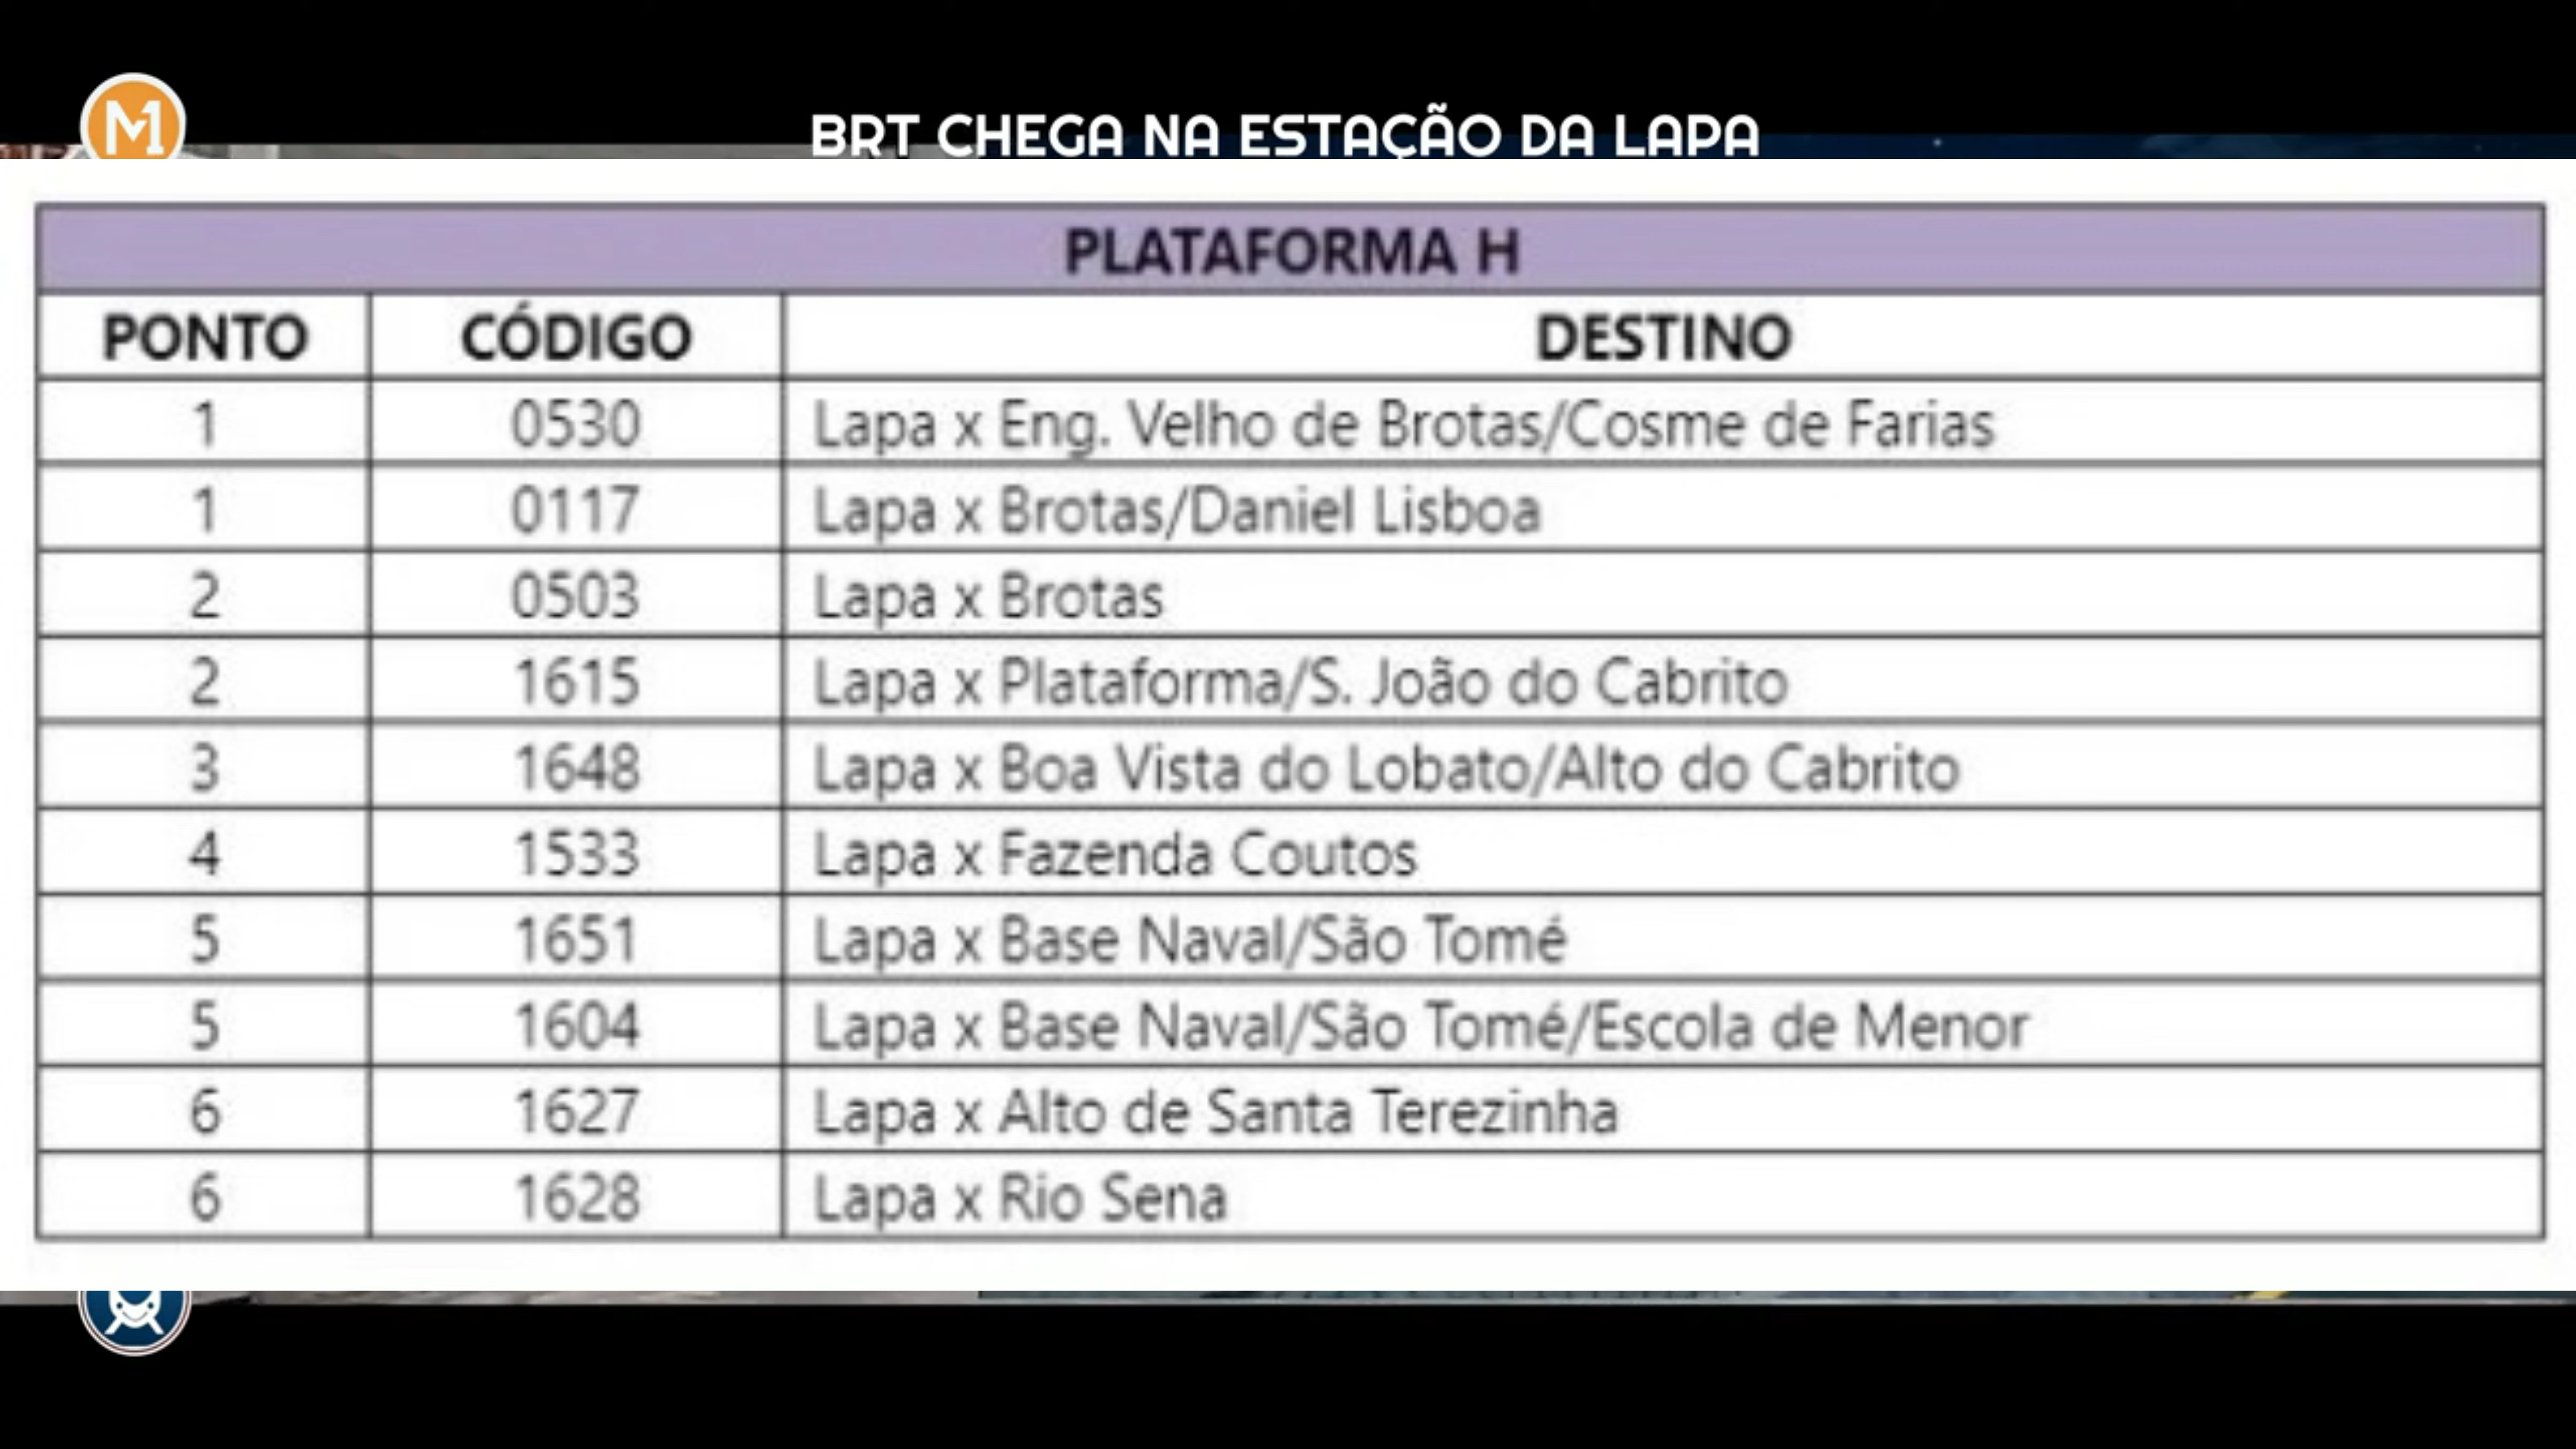 M1
BRT CHEGA NA ESTAÇÃO DA LAPA
PLATAFORMA H
PONTO CÓDIGO DESTINO
1 0530 Lapa x Eng. Velho de Brotas/Cosme de Farias
1 0117 Lapa x Brotas/Daniel Lisboa
2 0503 Lapa x Brotas
2 1615 Lapa x Plataforma/S. João do Cabrito
3 1648 Lapa x Boa Vista do Lobato/Alto do Cabrito
4 1533 Lapa x Fazenda Coutos
5 1651 Lapa x Base Naval/São Tomé
5 1604 Lapa x Base Naval/São Tomé/Escola de Menor
6 1627 Lapa x Alto de Santa Terezinha
6 1628 Lapa x Rio Sena